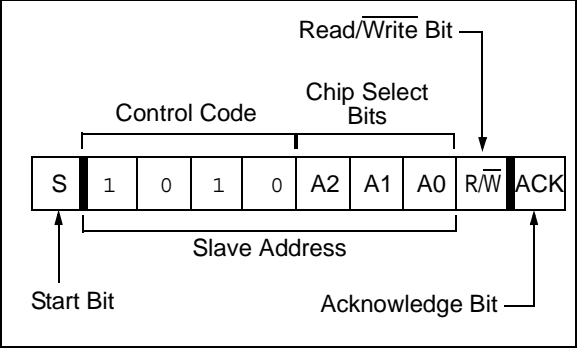 Read/Write Bit
Chip Select
Bits
Control Code
S 1 0 1 0 A2 A1 A0 R/W ACK
Slave Address
Start Bit
Acknowledge Bit